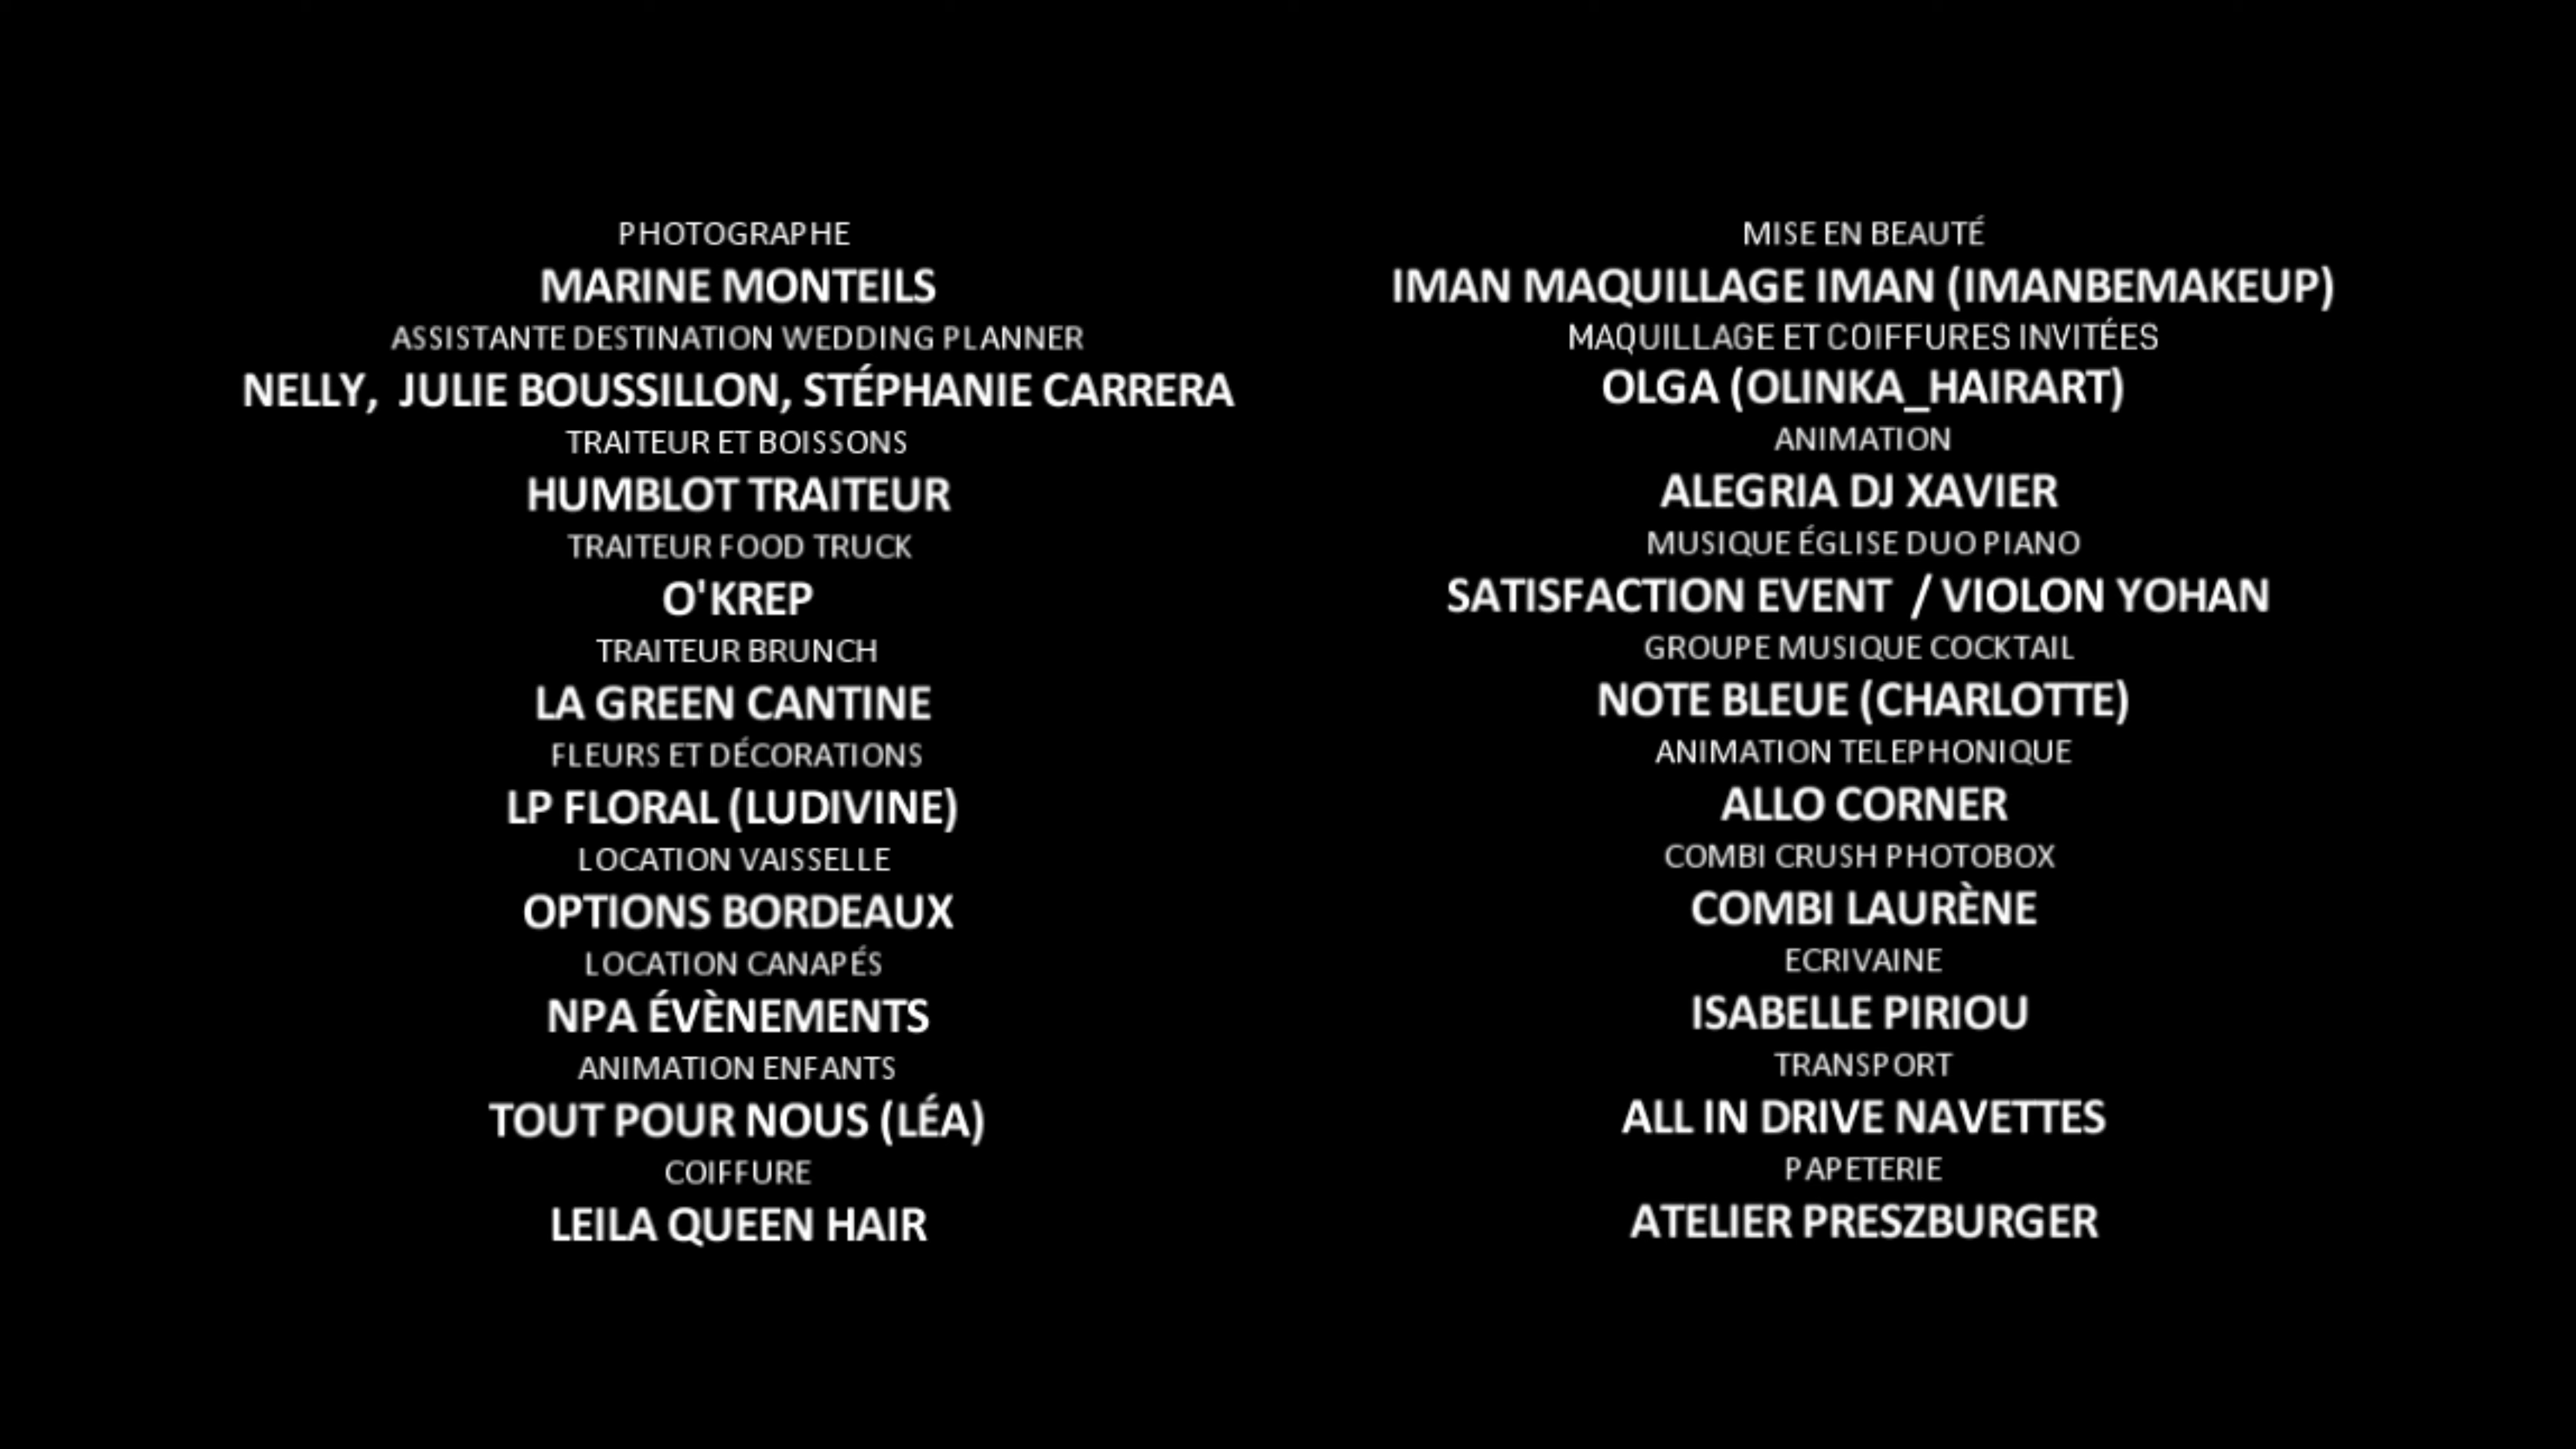 PHOTOGRAPHE
MARINE MONTEILS
ASSISTANTE DESTINATION WEDDING PLANNER
NELLY, JULIE BOUSSILLON, STÉPHANIE CARRERA
TRAITEUR ET BOISSONS
HUMBLOT TRAITEUR
TRAITEUR FOOD TRUCK
O'KREP
TRAITEUR BRUNCH
LA GREEN CANTINE
FLEURS ET DÉCORATIONS
LP FLORAL (LUDIVINE)
LOCATION VAISSELLE
OPTIONS BORDEAUX
LOCATION CANAPÉS
NPA ÉVÈNEMENTS
ANIMATION ENFANTS
TOUT POUR NOUS (LÉA)
COIFFURE
LEILA QUEEN HAIR
MISE EN BEAUTÉ
IMAN MAQUILLAGE IMAN (IMANBEMAKEUP)
MAQUILLAGE ET COIFFURES INVITÉES
OLGA (OLINKA_HAIRART)
ANIMATION
ALEGRIA DJ XAVIER
MUSIQUE ÉGLISE DUO PIANO
SATISFACTION EVENT / VIOLON YOHAN
GROUPE MUSIQUE COCKTAIL
NOTE BLEUE (CHARLOTTE)
ANIMATION TELEPHONIQUE
ALLO CORNER
COMBI CRUSH PHOTOBOX
COMBI LAURÈNE
ECRIVAINE
ISABELLE PIRIOU
TRANSPORT
ALL IN DRIVE NAVETTES
PAPETERIE
ATELIER PRESZBURGER